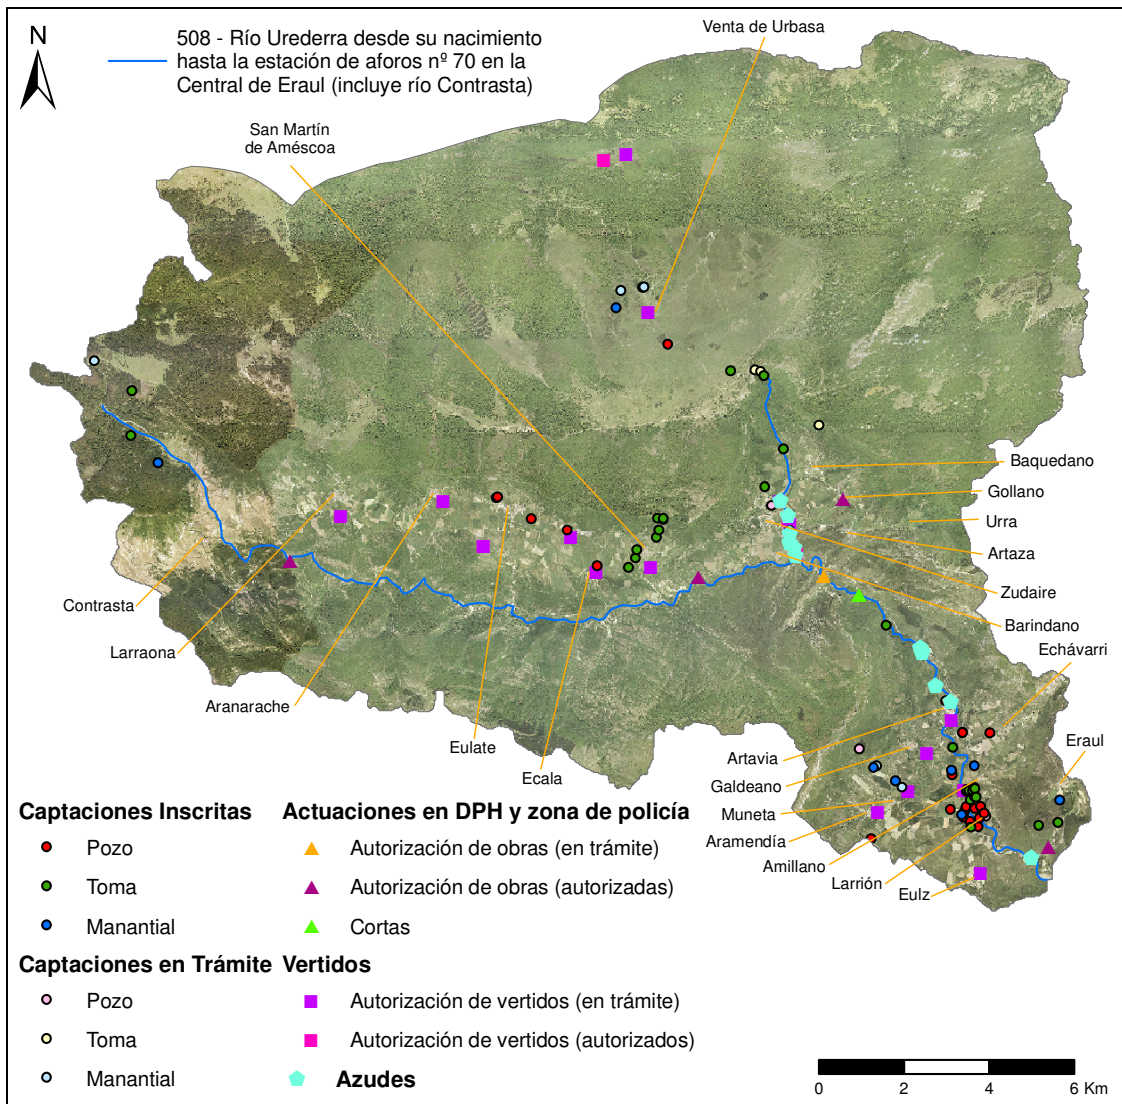 N
508 - Río Urederra desde su nacimiento
hasta la estación de aforos nº 70 en la
Central de Eraul (incluye río Contrasta)
Venta de Urbasa
San Martín
de Améscoa
Baquedano
Gollano
Urra
Artaza
Zudaire
Barindano
Echávarri
Contrasta
Larraona
Aranarache
Eulate
Ecala
Eraul
Artavia
Galdeano
Muneta
Aramendía
Amillano
Larrión
Eulz
Captaciones Inscritas
Pozo
Toma
Manantial
Captaciones en Trámite
Pozo
Toma
Manantial
Actuaciones en DPH y zona de policía
Autorización de obras (en trámite)
Autorización de obras (autorizadas)
Cortas
Vertidos
Autorización de vertidos (en trámite)
Autorización de vertidos (autorizados)
Azudes
0 2 4 6 Km